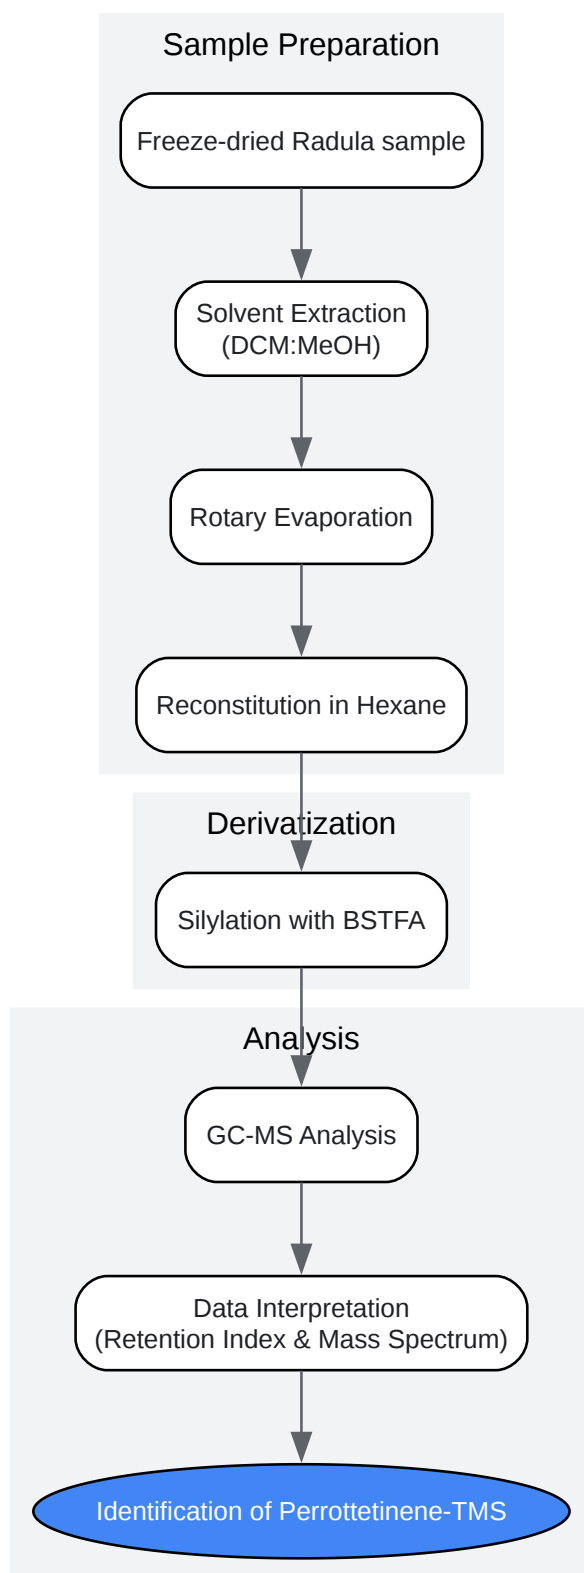 Sample Preparation
Freeze-dried Radula sample
Solvent Extraction
(DCM:MeOH)
Rotary Evaporation
Reconstitution in Hexane
Derivatization
Silylation with BSTFA
Analysis
GC-MS Analysis
Data Interpretation
(Retention Index & Mass Spectrum)
Identification of Perrottetinene-TMS